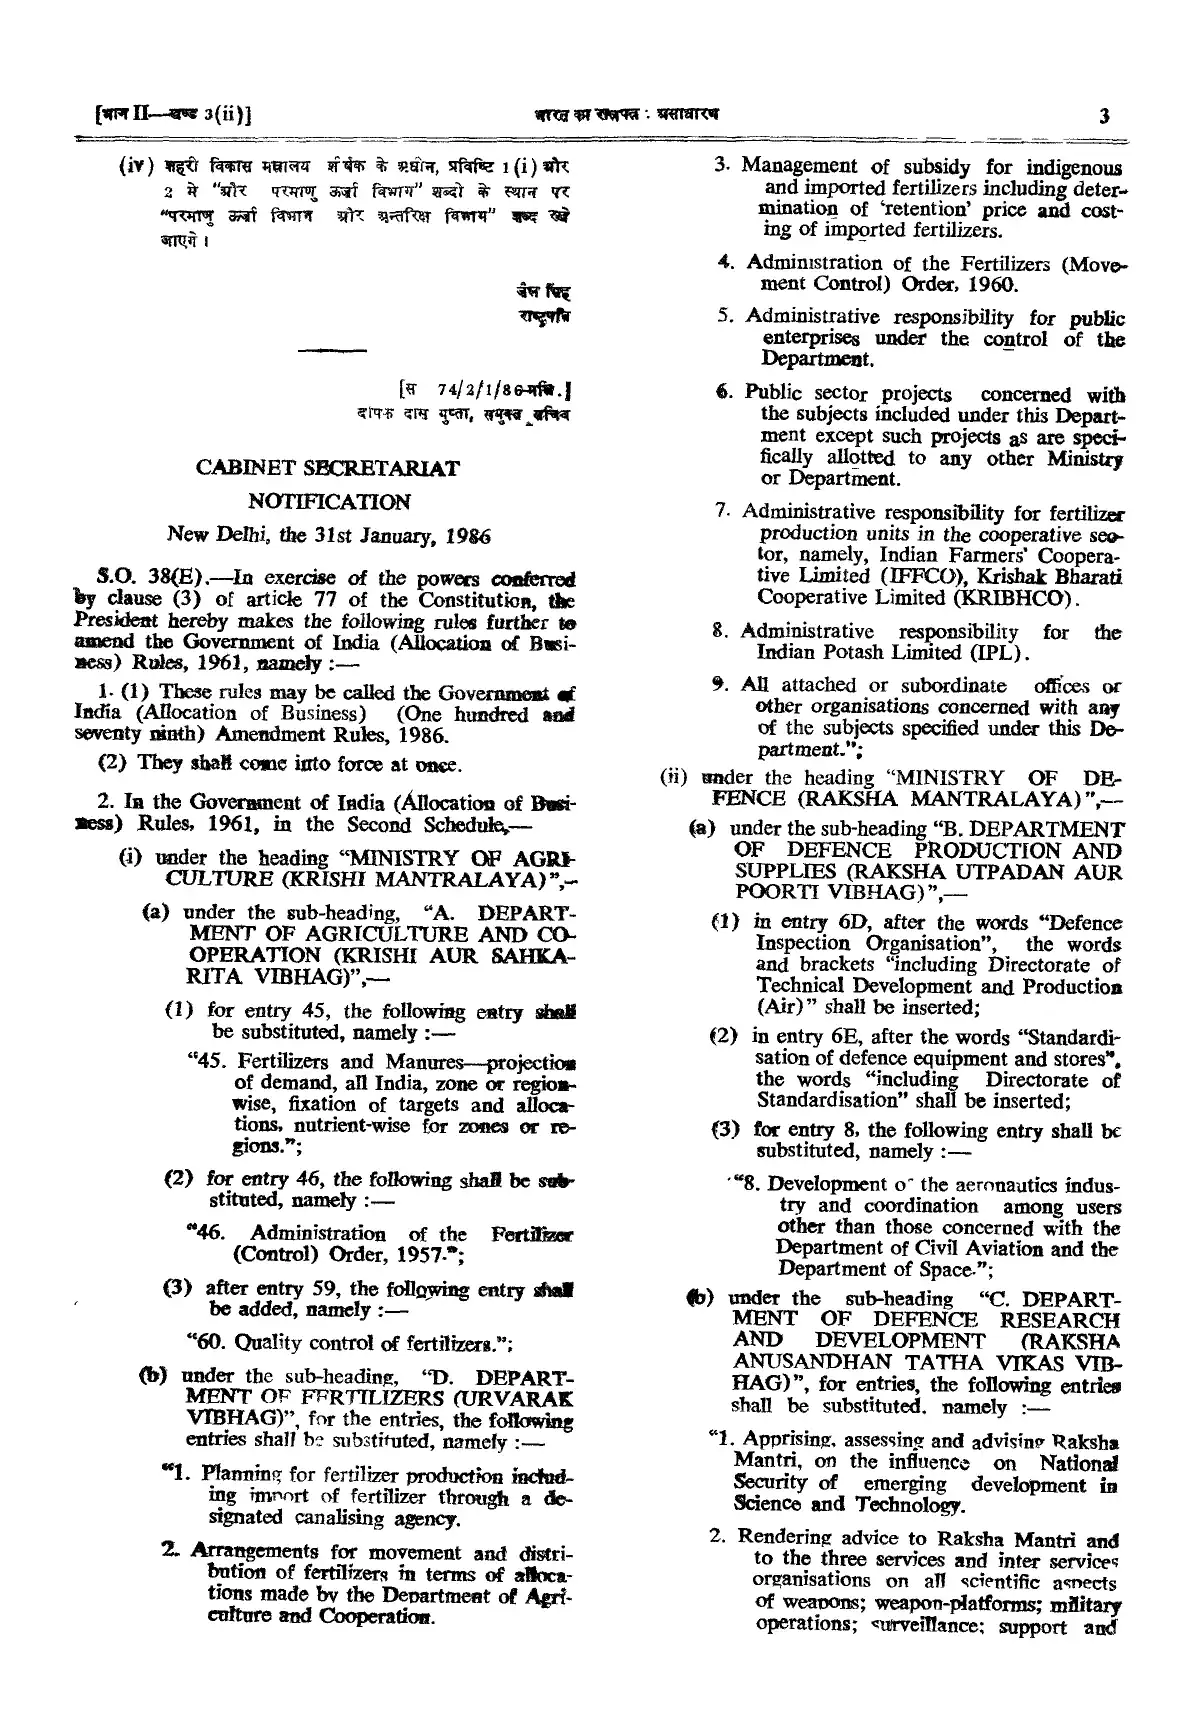 [भाग II—खण्ड 3(ii)]
भारत का राजपत्र : असाधारण
3
(iv) शहरी विकास मंत्रालय शीर्षक के अधीन, प्रविष्टि 1(i) और
2 में "और परमाणु ऊर्जा विभाग" शब्दों के स्थान पर
"परमाणु ऊर्जा विभाग और अन्तरिक्ष विभाग" शब्द रखे
जाएंगे ।
जैल सिंह
राष्ट्रपति
[सं 74/2/1/86-मंत्रि.]
दीपक दास गुप्ता, संयुक्त सचिव
CABINET SECRETARIAT
NOTIFICATION
New Delhi, the 31st January, 1986
S.O. 38(E).—In exercise of the powers conferred
by clause (3) of article 77 of the Constitution, the
President hereby makes the following rules further to
amend the Government of India (Allocation of Busi-
ness) Rules, 1961, namely :—
1. (1) These rules may be called the Government of
India (Allocation of Business) (One hundred and
seventy ninth) Amendment Rules, 1986.
(2) They shall come into force at once.
2. In the Government of India (Allocation of Busi-
ness) Rules, 1961, in the Second Schedule,—
(i) under the heading "MINISTRY OF AGRI-
CULTURE (KRISHI MANTRALAYA)",—
(a) under the sub-heading, "A. DEPART-
MENT OF AGRICULTURE AND CO-
OPERATION (KRISHI AUR SAHKA-
RITA VIBHAG)",—
(1) for entry 45, the following entry shall
be substituted, namely :—
"45. Fertilizers and Manures—projection
of demand, all India, zone or region-
wise, fixation of targets and alloca-
tions, nutrient-wise for zones or re-
gions.";
(2) for entry 46, the following shall be sub-
stituted, namely :—
"46. Administration of the Fertilizer
(Control) Order, 1957.";
(3) after entry 59, the following entry shall
be added, namely :—
"60. Quality control of fertilizers.";
(b) under the sub-heading, "D. DEPART-
MENT OF FERTILIZERS (URVARAK
VIBHAG)", for the entries, the following
entries shall be substituted, namely :—
"1. Planning for fertilizer production includ-
ing import of fertilizer through a de-
signated canalising agency.
2. Arrangements for movement and distri-
bution of fertilizers in terms of alloca-
tions made by the Department of Agri-
culture and Cooperation.
3. Management of subsidy for indigenous
and imported fertilizers including deter-
mination of 'retention' price and cost-
ing of imported fertilizers.
4. Administration of the Fertilizers (Move-
ment Control) Order, 1960.
5. Administrative responsibility for public
enterprises under the control of the
Department.
6. Public sector projects concerned with
the subjects included under this Depart-
ment except such projects as are speci-
fically allotted to any other Ministry
or Department.
7. Administrative responsibility for fertilizer
production units in the cooperative sec-
tor, namely, Indian Farmers' Coopera-
tive Limited (IFFCO), Krishak Bharati
Cooperative Limited (KRIBHCO).
8. Administrative responsibility for the
Indian Potash Limited (IPL).
9. All attached or subordinate offices or
other organisations concerned with any
of the subjects specified under this De-
partment.";
(ii) under the heading "MINISTRY OF DE-
FENCE (RAKSHA MANTRALAYA)",—
(a) under the sub-heading "B. DEPARTMENT
OF DEFENCE PRODUCTION AND
SUPPLIES (RAKSHA UTPADAN AUR
POORTI VIBHAG)",—
(1) in entry 6D, after the words "Defence
Inspection Organisation", the words
and brackets "including Directorate of
Technical Development and Production
(Air)" shall be inserted;
(2) in entry 6E, after the words "Standardi-
sation of defence equipment and stores",
the words "including Directorate of
Standardisation" shall be inserted;
(3) for entry 8, the following entry shall be
substituted, namely :—
"8. Development of the aeronautics indus-
try and coordination among users
other than those concerned with the
Department of Civil Aviation and the
Department of Space.";
(b) under the sub-heading "C. DEPART-
MENT OF DEFENCE RESEARCH
AND DEVELOPMENT (RAKSHA
ANUSANDHAN TATHA VIKAS VIB-
HAG)", for entries, the following entries
shall be substituted, namely :—
"1. Apprising, assessing and advising Raksha
Mantri, on the influence on National
Security of emerging development in
Science and Technology.
2. Rendering advice to Raksha Mantri and
to the three services and inter services
organisations on all scientific aspects
of weapons; weapon-platforms; military
operations; surveillance; support and